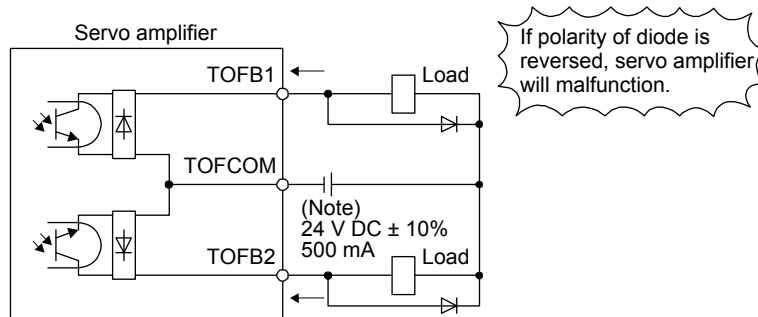 Servo amplifier
If polarity of diode is
reversed, servo amplifier
will malfunction.
TOFB1
Load
TOFCOM
(Note)
24 V DC ± 10%
500 mA
TOFB2
Load